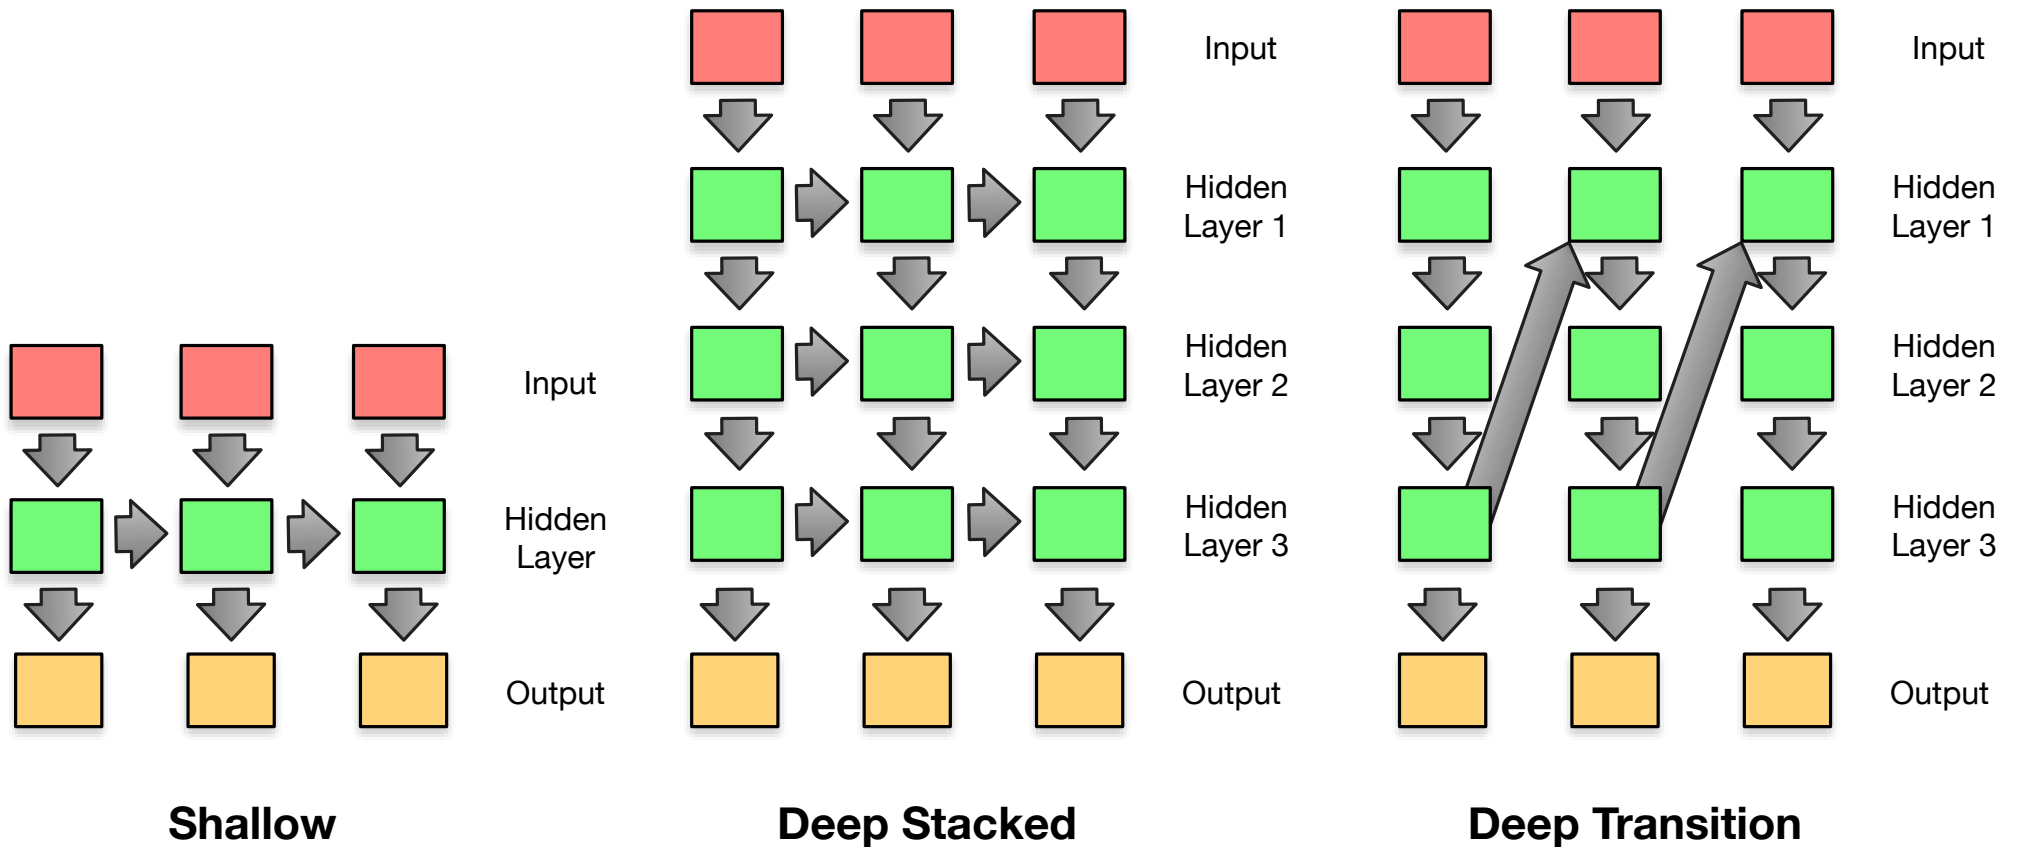 Input
Hidden
Layer
Output
Shallow
Input
Hidden
Layer 1
Hidden
Layer 2
Hidden
Layer 3
Output
Deep Stacked
Input
Hidden
Layer 1
Hidden
Layer 2
Hidden
Layer 3
Output
Deep Transition